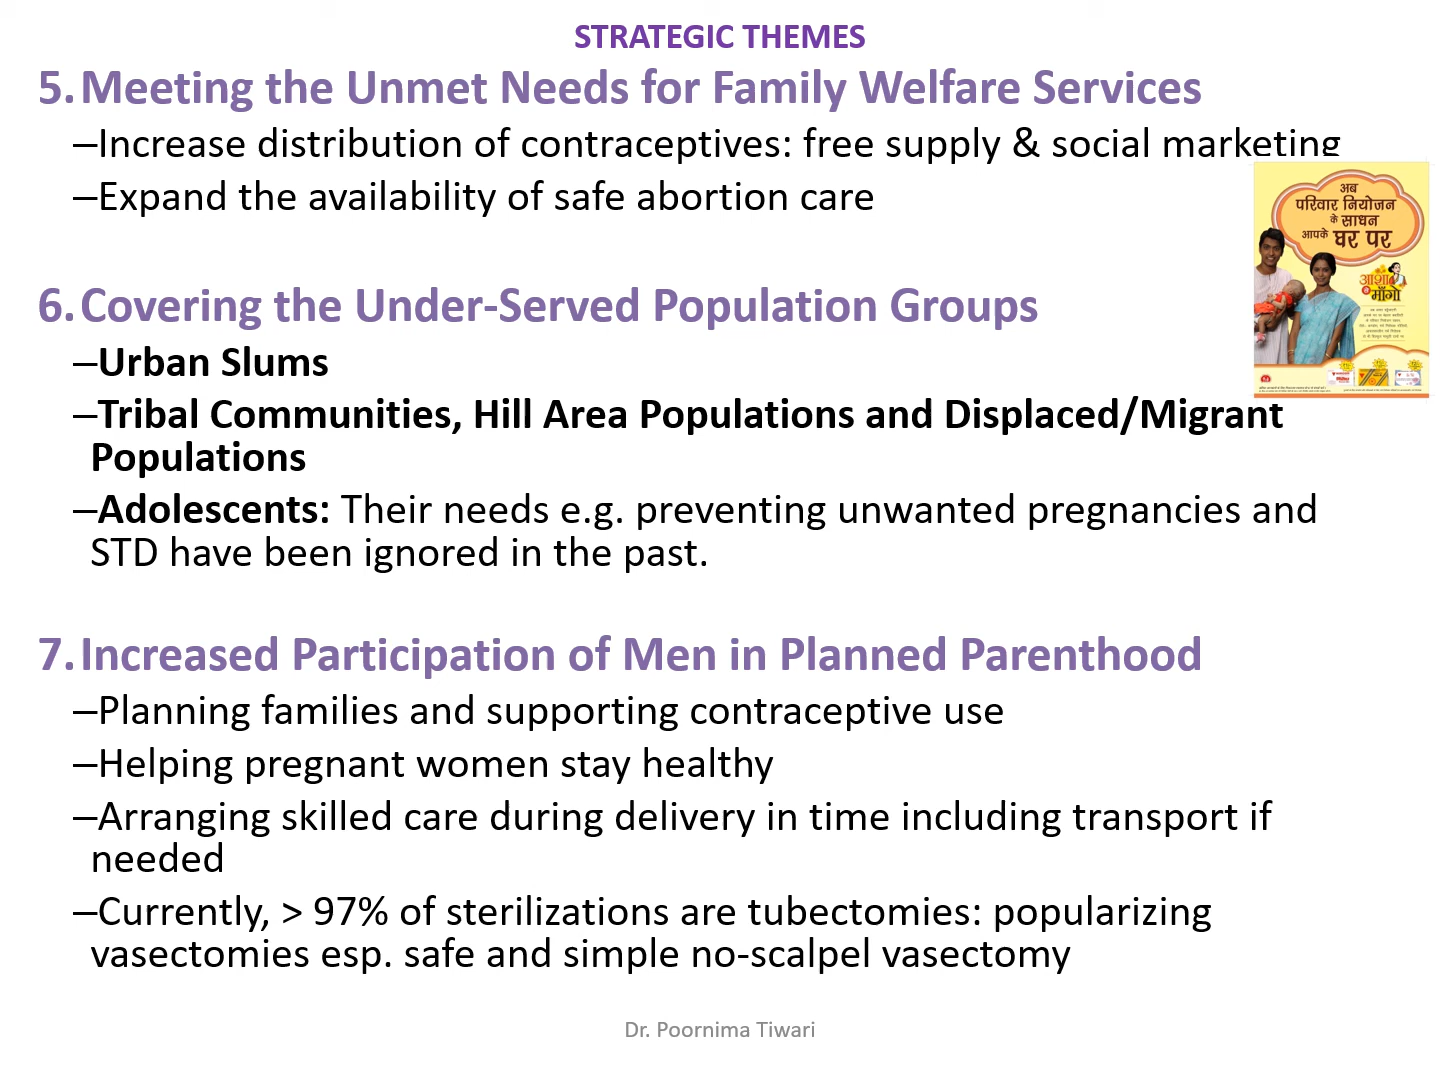 STRATEGIC THEMES
5. Meeting the Unmet Needs for Family Welfare Services
–Increase distribution of contraceptives: free supply & social marketing
–Expand the availability of safe abortion care
अब
परिवार नियोजन
के साधन
आपके घर पर
आशा
से माँगो
6. Covering the Under-Served Population Groups
–Urban Slums
–Tribal Communities, Hill Area Populations and Displaced/Migrant
Populations
–Adolescents: Their needs e.g. preventing unwanted pregnancies and
STD have been ignored in the past.
7. Increased Participation of Men in Planned Parenthood
–Planning families and supporting contraceptive use
–Helping pregnant women stay healthy
–Arranging skilled care during delivery in time including transport if
needed
–Currently, > 97% of sterilizations are tubectomies: popularizing
vasectomies esp. safe and simple no-scalpel vasectomy
Dr. Poornima Tiwari